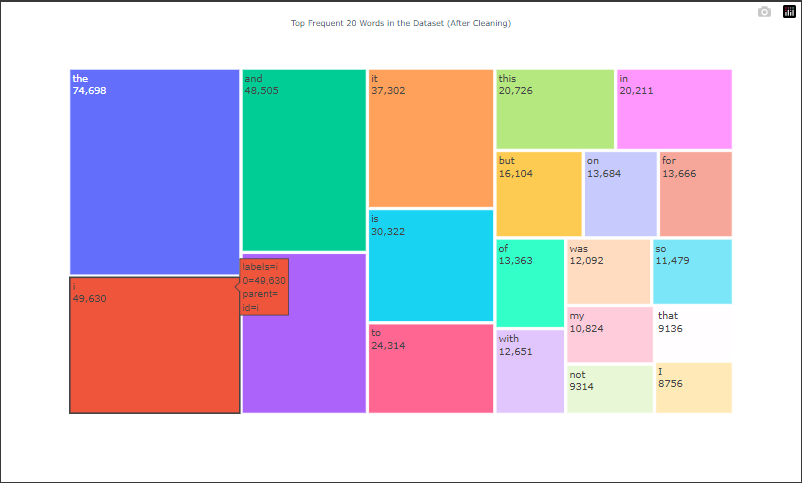 Top Frequent 20 Words in the Dataset (After Cleaning)
the
74,698
i
49,630
labels=i
0=49,630
parent=
id=i
and
48,505
it
37,302
is
30,322
to
24,314
this
20,726
in
20,211
but
16,104
on
13,684
for
13,666
of
13,363
with
12,651
was
12,092
so
11,479
my
10,824
that
9136
not
9314
I
8756